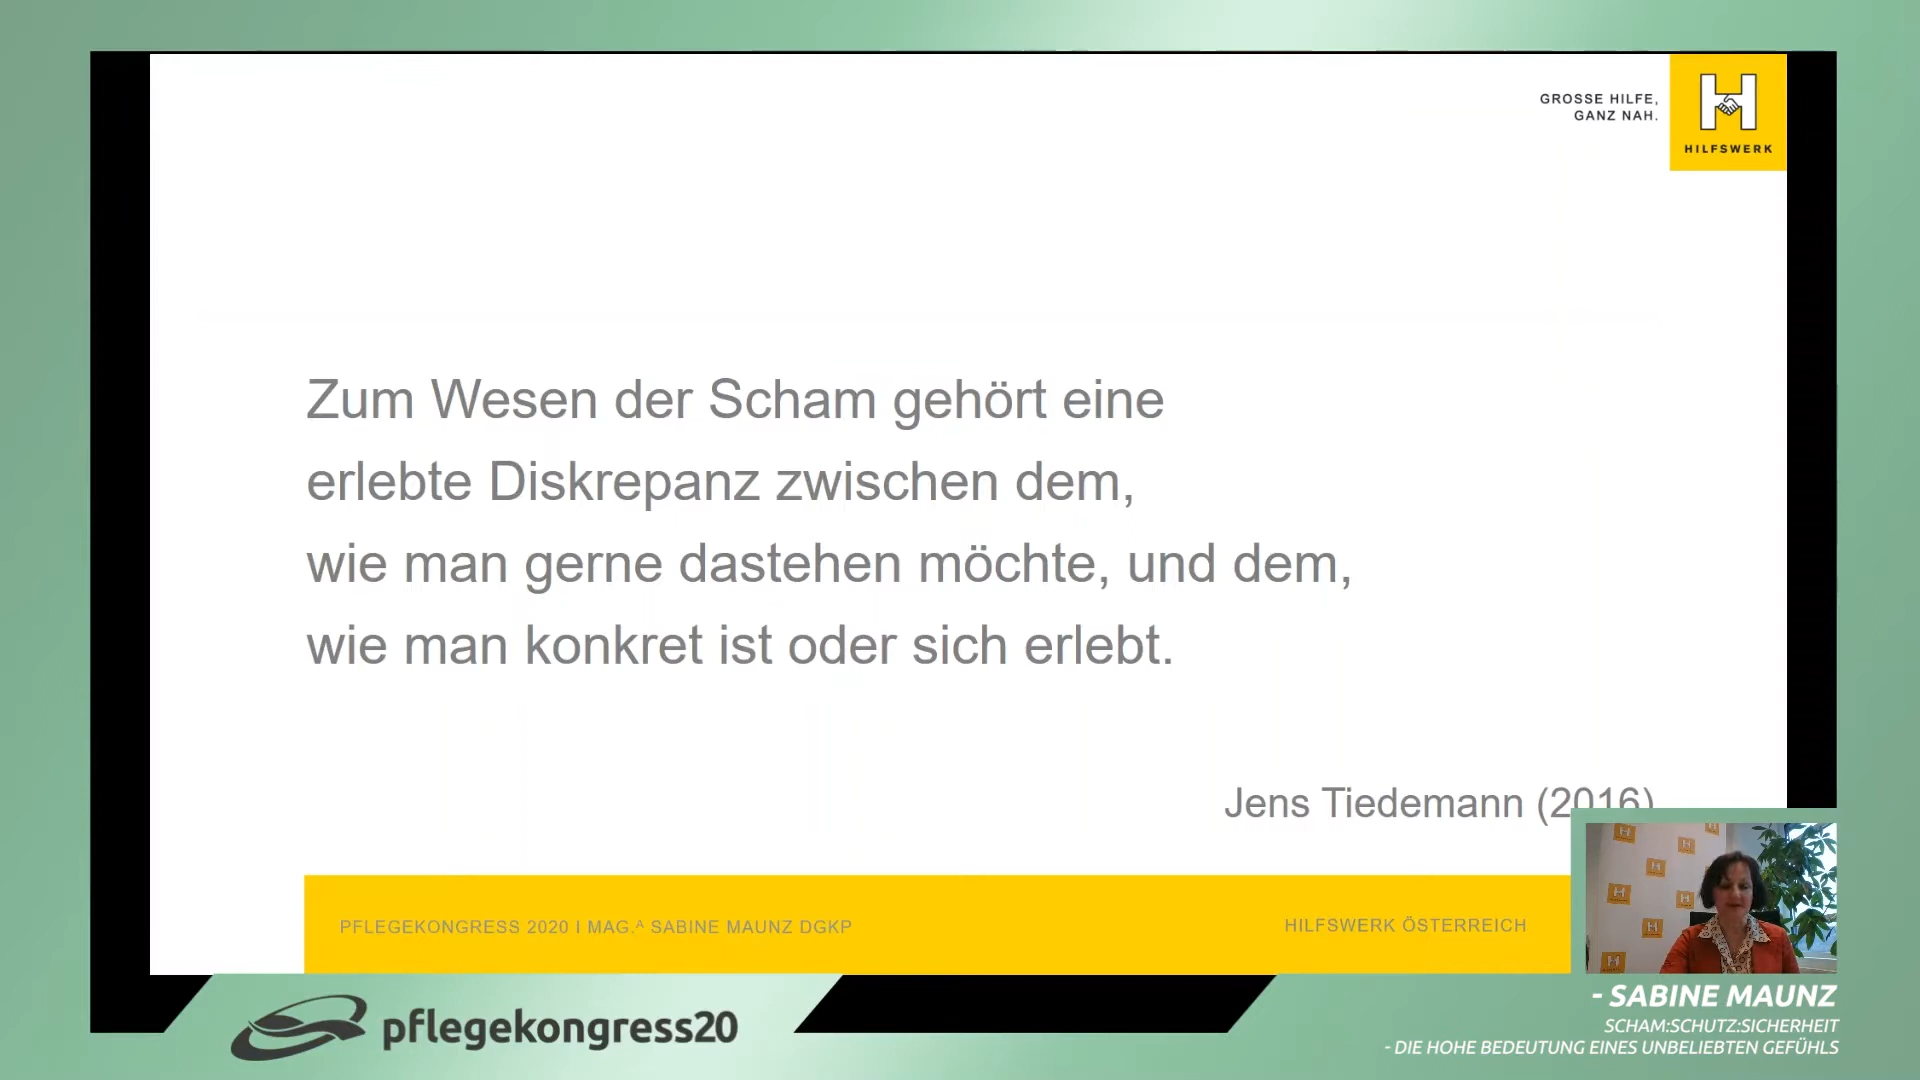 GROSSE HILFE,
GANZ NAH.
HILFSWERK
Zum Wesen der Scham gehört eine
erlebte Diskrepanz zwischen dem,
wie man gerne dastehen möchte, und dem,
wie man konkret ist oder sich erlebt.
Jens Tiedemann (2016)
PFLEGEKONGRESS 2020 I MAG.ᴬ SABINE MAUNZ DGKP
HILFSWERK ÖSTERREICH
pflegekongress20
- SABINE MAUNZ
SCHAM:SCHUTZ:SICHERHEIT
- DIE HOHE BEDEUTUNG EINES UNBELIEBTEN GEFÜHLS